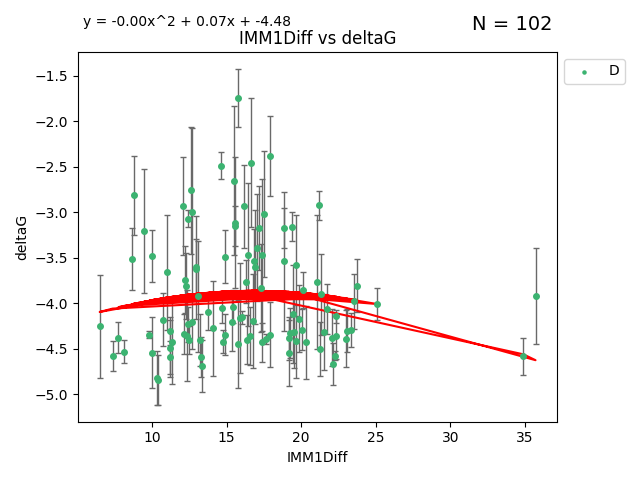 y = -0.00x^2 + 0.07x + -4.48
N = 102
IMM1Diff vs deltaG
D
deltaG
−1.5
−2.0
−2.5
−3.0
−3.5
−4.0
−4.5
−5.0
10 15 20 25 30 35
IMM1Diff